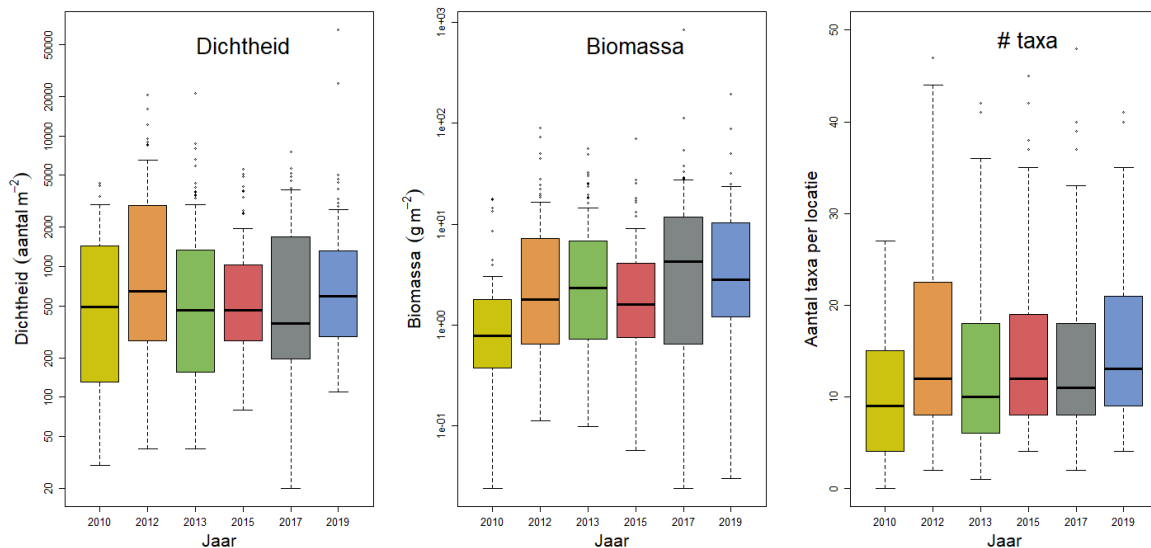 Dichtheid
Dichtheid (aantal m⁻²)
50000
20000
10000
5000
2000
1000
500
200
100
50
20
2010 2012 2013 2015 2017 2019
Jaar
Biomassa
Biomassa (g m⁻²)
1e+03
1e+02
1e+01
1e+00
1e-01
2010 2012 2013 2015 2017 2019
Jaar
# taxa
Aantal taxa per locatie
50
40
30
20
10
0
2010 2012 2013 2015 2017 2019
Jaar